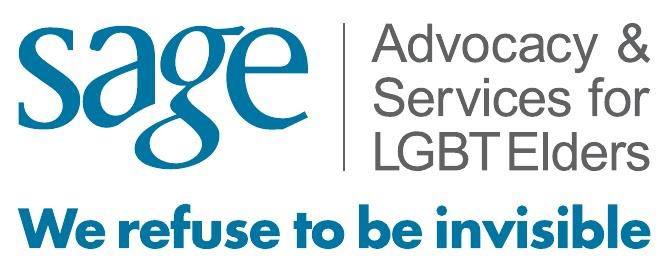 sage
Advocacy &
Services for
LGBT Elders
We refuse to be invisible